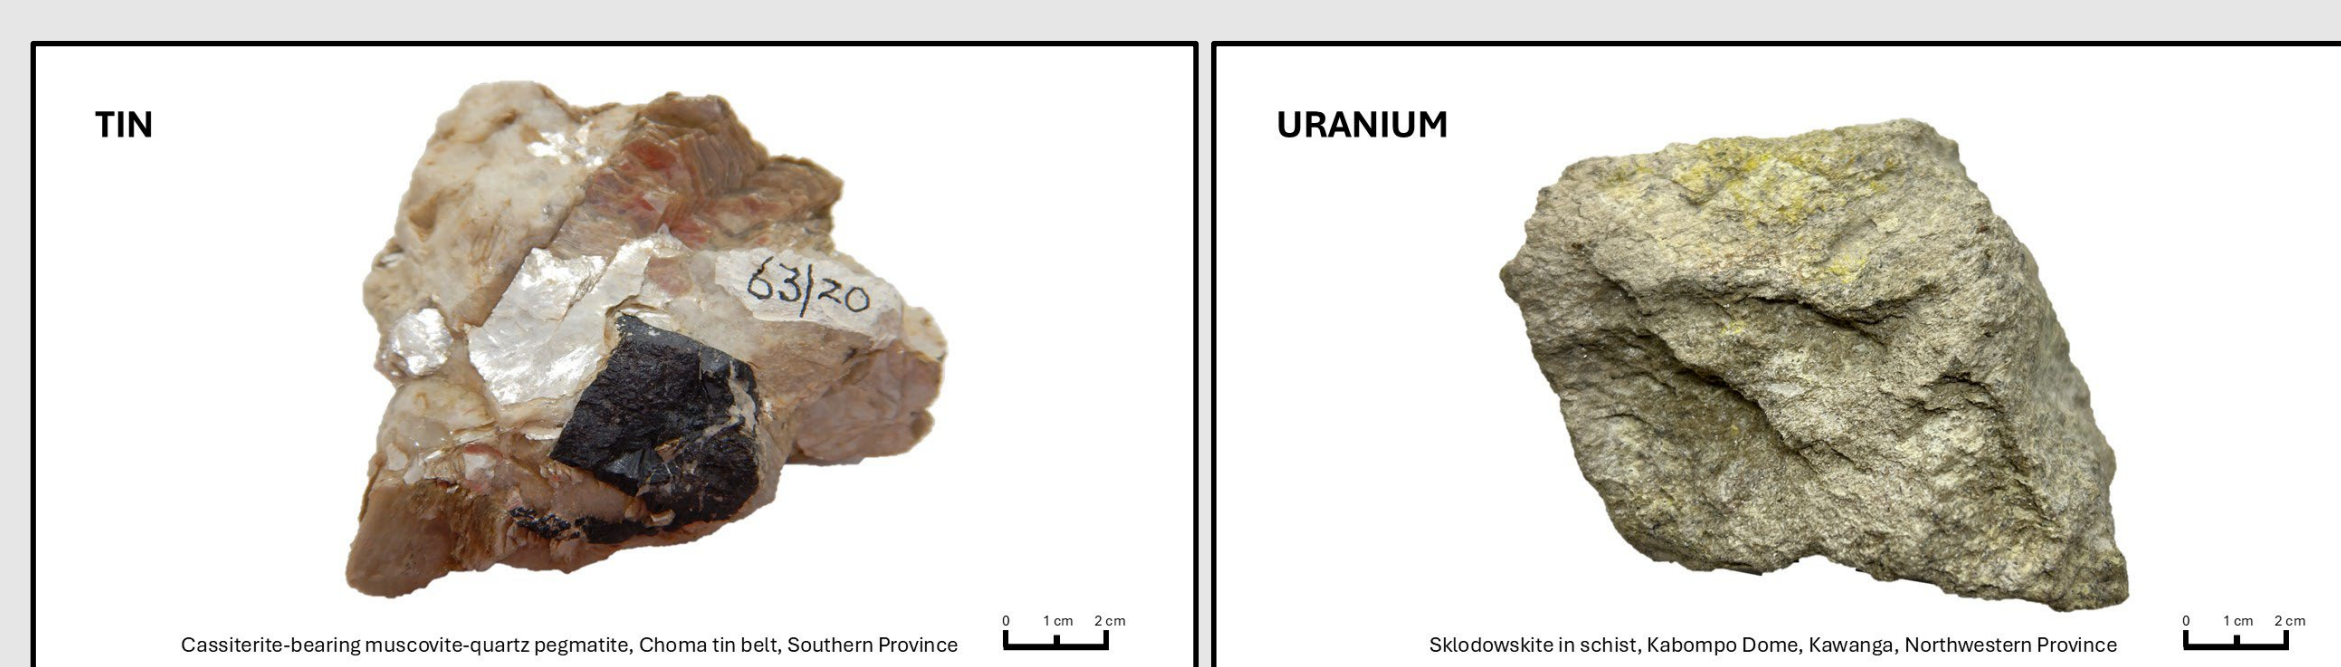 TIN
63/20
0 1 cm 2 cm
Cassiterite-bearing muscovite-quartz pegmatite, Choma tin belt, Southern Province
URANIUM
0 1 cm 2 cm
Sklodowskite in schist, Kabompo Dome, Kawanga, Northwestern Province